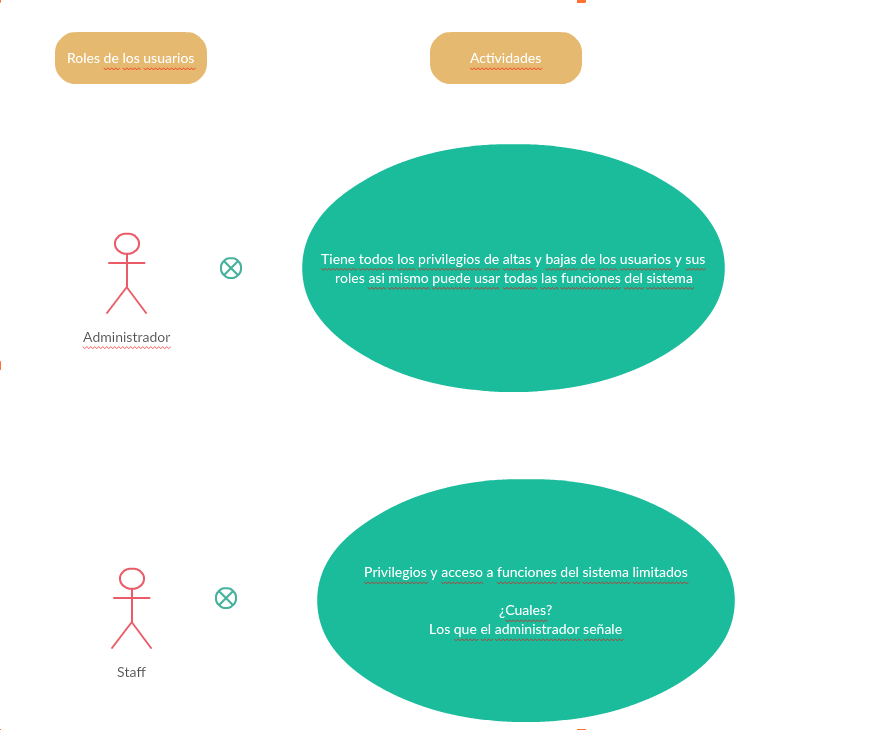 Roles de los usuarios
Actividades
Tiene todos los privilegios de altas y bajas de los usuarios y sus
roles asi mismo puede usar todas las funciones del sistema
Administrador
Privilegios y acceso a funciones del sistema limitados
¿Cuales?
Los que el administrador señale
Staff